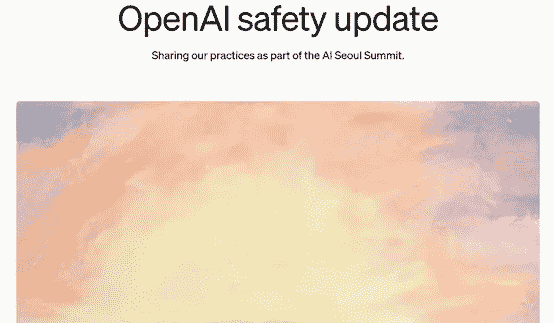 OpenAI safety update
Sharing our practices as part of the AI Seoul Summit.